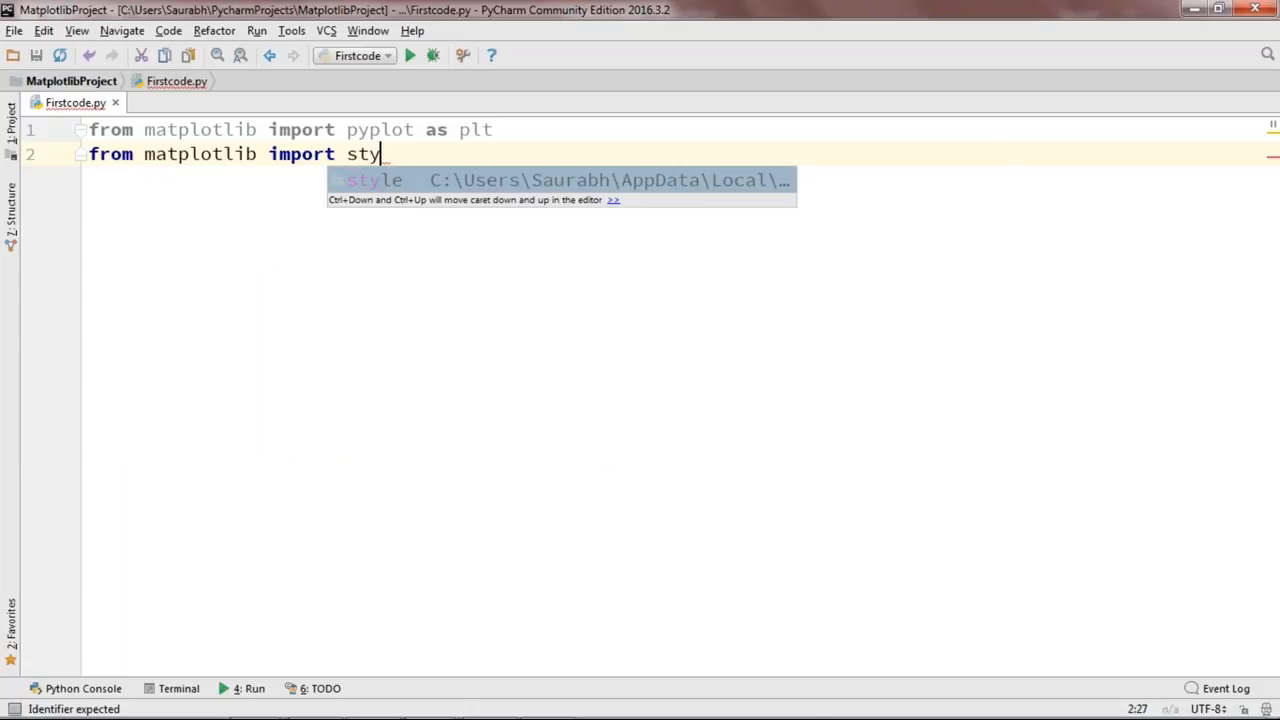 MatplotlibProject - [C:\Users\Saurabh\PycharmProjects\MatplotlibProject] - ...\Firstcode.py - PyCharm Community Edition 2016.3.2
File Edit View Navigate Code Refactor Run Tools VCS Window Help
Firstcode
MatplotlibProject Firstcode.py
Firstcode.py
1 from matplotlib import pyplot as plt
2 from matplotlib import sty
style C:\Users\Saurabh\AppData\Local\...
Ctrl+Down and Ctrl+Up will move caret down and up in the editor >>
1: Project
7: Structure
2: Favorites
Python Console Terminal 4: Run 6: TODO Event Log
Identifier expected 2:27 n/a UTF-8